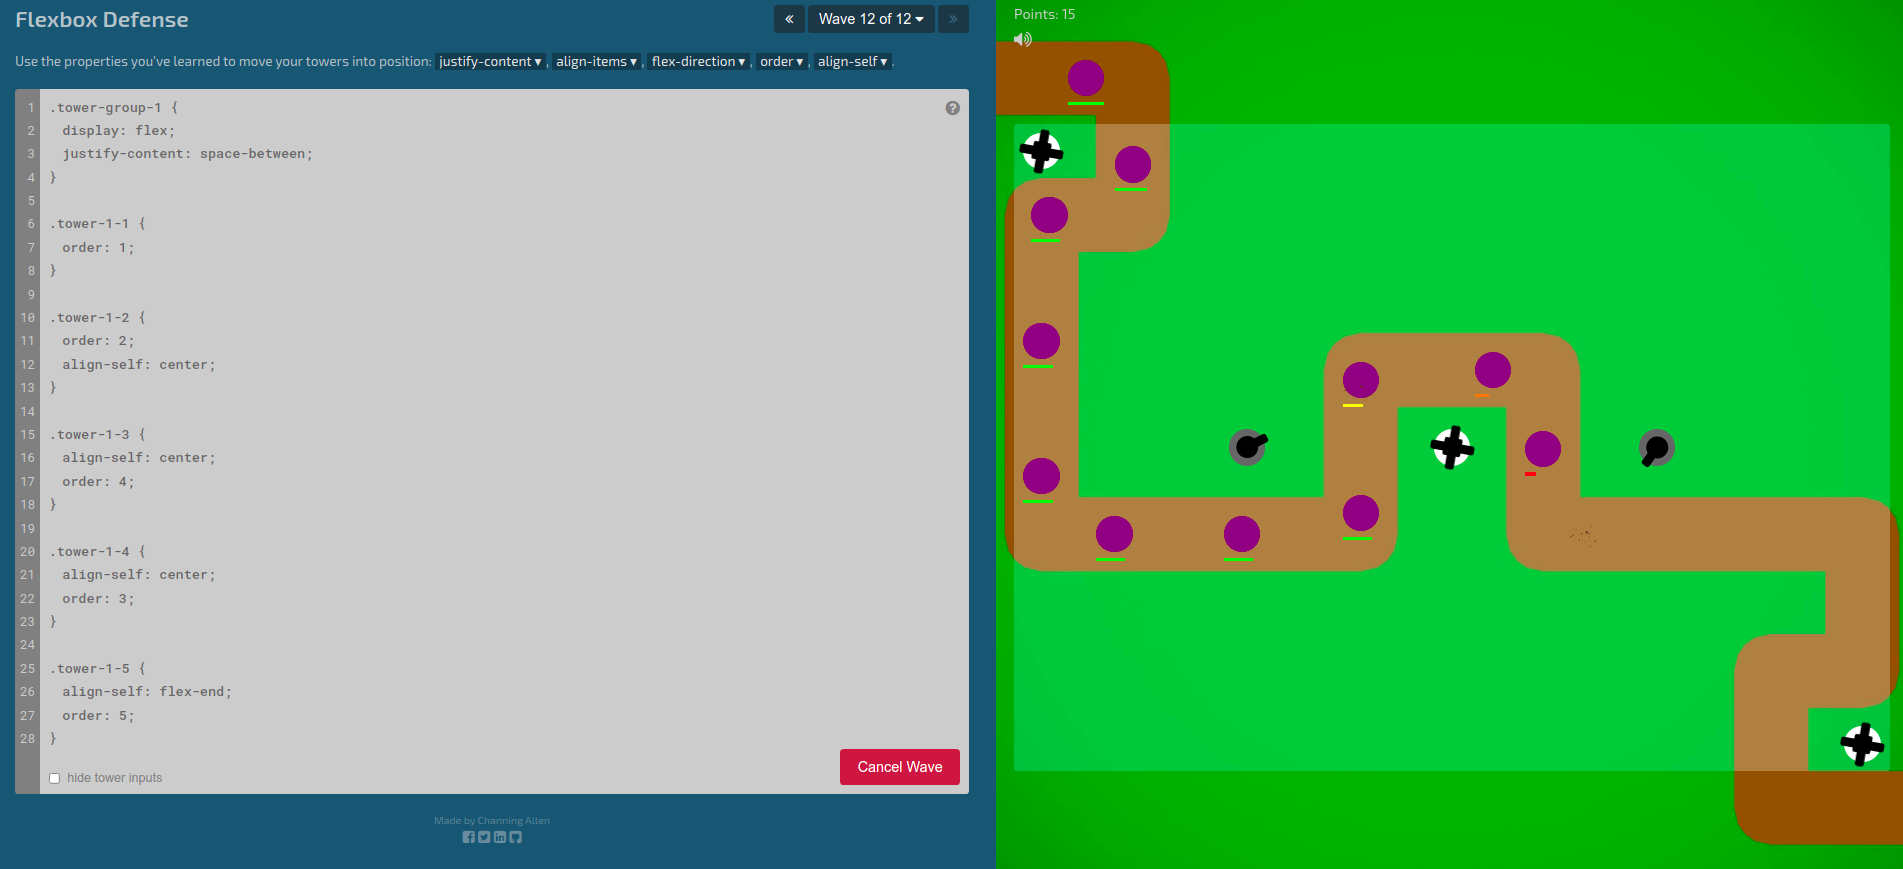 Flexbox Defense
« Wave 12 of 12 ▾ »
Use the properties you've learned to move your towers into position: justify-content ▾ , align-items ▾ , flex-direction ▾ , order ▾ , align-self ▾ .
1 .tower-group-1 {
2 display: flex;
3 justify-content: space-between;
4 }
5
6 .tower-1-1 {
7 order: 1;
8 }
9
10 .tower-1-2 {
11 order: 2;
12 align-self: center;
13 }
14
15 .tower-1-3 {
16 align-self: center;
17 order: 4;
18 }
19
20 .tower-1-4 {
21 align-self: center;
22 order: 3;
23 }
24
25 .tower-1-5 {
26 align-self: flex-end;
27 order: 5;
28 }
hide tower inputs
Cancel Wave
Made by Channing Allen
Points: 15